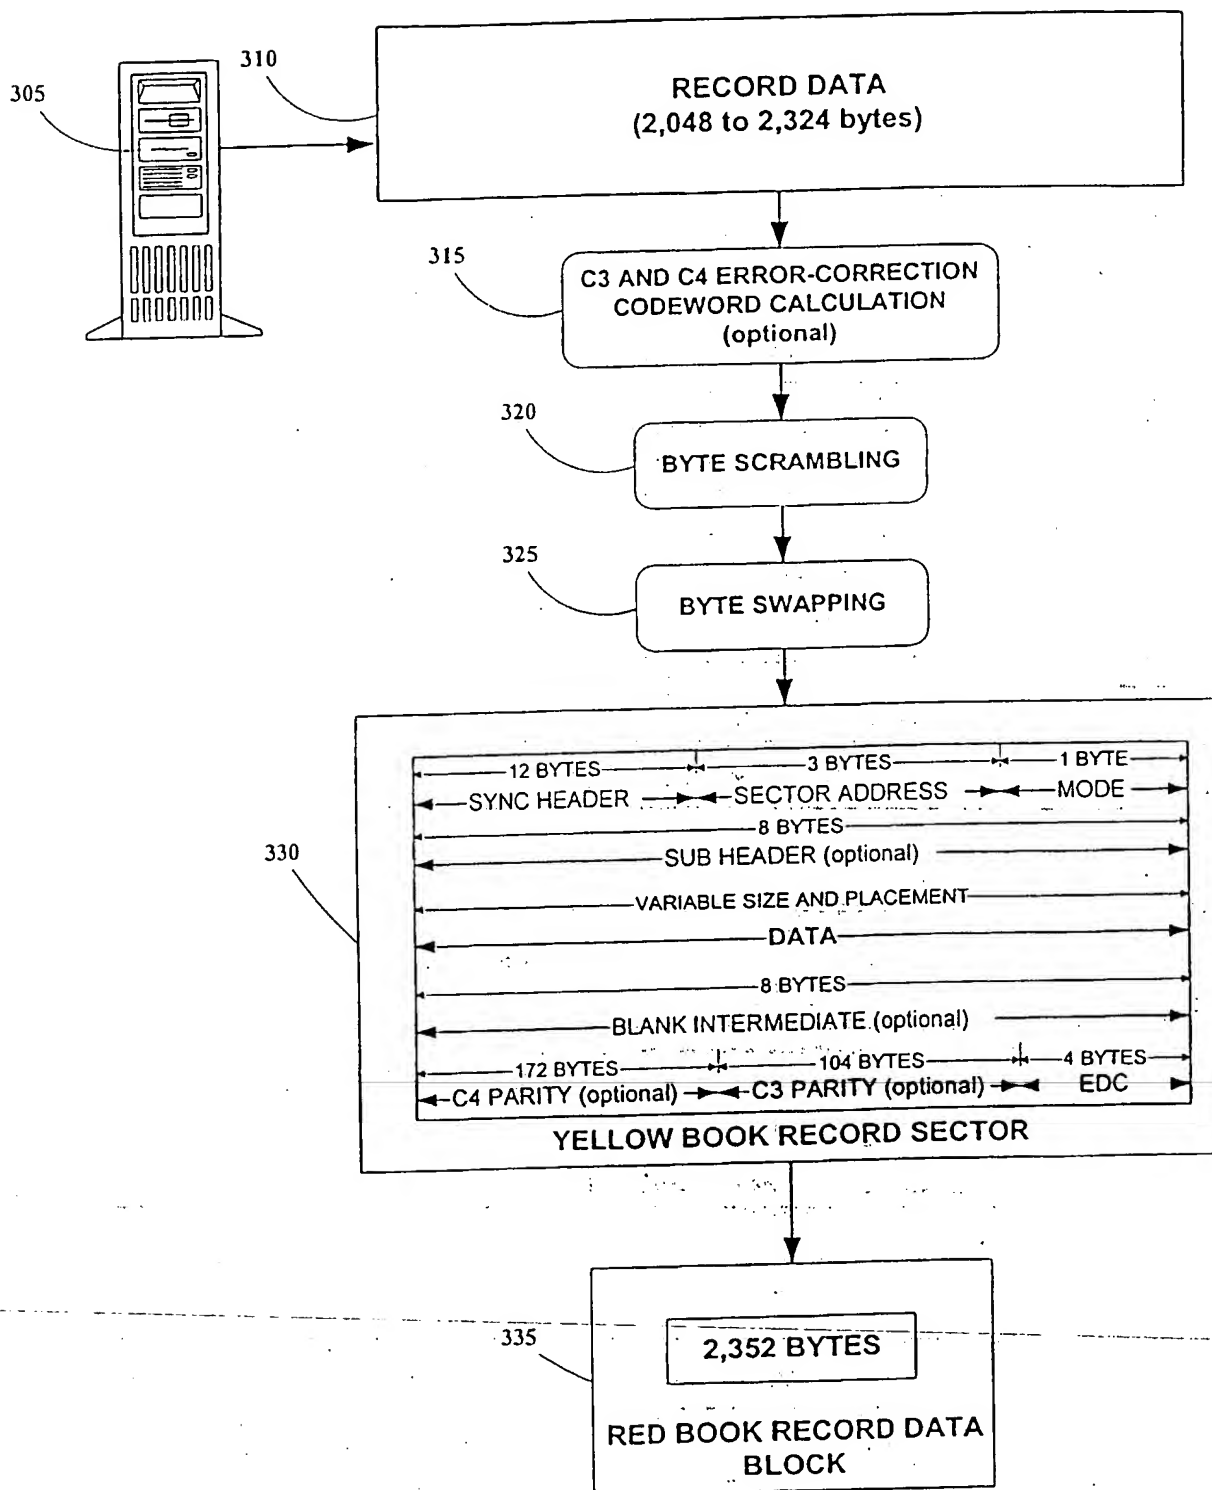 310
305
RECORD DATA
(2,048 to 2,324 bytes)
315
C3 AND C4 ERROR-CORRECTION
CODEWORD CALCULATION
(optional)
320
BYTE SCRAMBLING
325
BYTE SWAPPING
330
12 BYTES 3 BYTES 1 BYTE
SYNC HEADER SECTOR ADDRESS MODE
8 BYTES
SUB HEADER (optional)
VARIABLE SIZE AND PLACEMENT
DATA
8 BYTES
BLANK INTERMEDIATE (optional)
172 BYTES 104 BYTES 4 BYTES
C4 PARITY (optional) C3 PARITY (optional) EDC
YELLOW BOOK RECORD SECTOR
335
2,352 BYTES
RED BOOK RECORD DATA
BLOCK